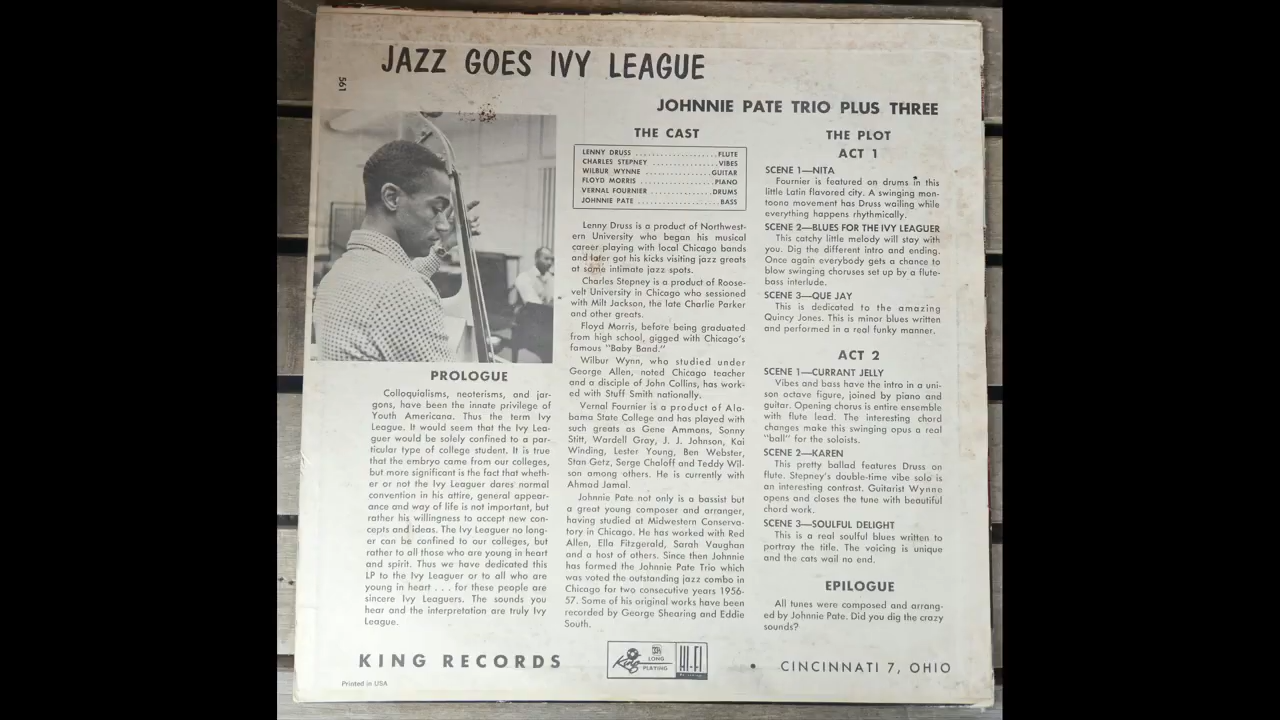 JAZZ GOES IVY LEAGUE
561
JOHNNIE PATE TRIO PLUS THREE
THE CAST
LENNY DRUSS ....................FLUTE
CHARLES STEPNEY ................VIBES
WILBUR WYNNE .................GUITAR
FLOYD MORRIS ...................PIANO
VERNAL FOURNIER ...............DRUMS
JOHNNIE PATE ....................BASS
Lenny Druss is a product of Northwest-
ern University who began his musical
career playing with local Chicago bands
and later got his kicks visiting jazz greats
at some intimate jazz spots.
Charles Stepney is a product of Roose-
velt University in Chicago who sessioned
with Milt Jackson, the late Charlie Parker
and other greats.
Floyd Morris, before being graduated
from high school, gigged with Chicago's
famous "Baby Band."
Wilbur Wynn, who studied under
George Allen, noted Chicago teacher
and a disciple of John Collins, has work-
ed with Stuff Smith nationally.
Vernal Fournier is a product of Ala-
bama State College and has played with
such greats as Gene Ammons, Sonny
Stitt, Wardell Gray, J. J. Johnson, Kai
Winding, Lester Young, Ben Webster,
Stan Getz, Serge Chaloff and Teddy Wil-
son among others. He is currently with
Ahmad Jamal.
Johnnie Pate not only is a bassist but
a great young composer and arranger,
having studied at Midwestern Conserva-
tory in Chicago. He has worked with Red
Allen, Ella Fitzgerald, Sarah Vaughan
and a host of others. Since then Johnnie
has formed the Johnnie Pate Trio which
was voted the outstanding jazz combo in
Chicago for two consecutive years 1956-
57. Some of his original works have been
recorded by George Shearing and Eddie
South.
THE PLOT
ACT 1
SCENE 1—NITA
Fournier is featured on drums in this
little Latin flavored city. A swinging mon-
toona movement has Druss wailing while
everything happens rhythmically.
SCENE 2—BLUES FOR THE IVY LEAGUER
This catchy little melody will stay with
you. Dig the different intro and ending.
Once again everybody gets a chance to
blow swinging choruses set up by a flute-
bass interlude.
SCENE 3—QUE JAY
This is dedicated to the amazing
Quincy Jones. This is minor blues written
and performed in a real funky manner.
ACT 2
SCENE 1—CURRANT JELLY
Vibes and bass have the intro in a uni-
son octave figure, joined by piano and
guitar. Opening chorus is entire ensemble
with flute lead. The interesting chord
changes make this swinging opus a real
"ball" for the soloists.
SCENE 2—KAREN
This pretty ballad features Druss on
flute. Stepney's double-time vibe solo is
an interesting contrast. Guitarist Wynne
opens and closes the tune with beautiful
chord work.
SCENE 3—SOULFUL DELIGHT
This is a real soulful blues written to
portray the title. The voicing is unique
and the cats wail no end.
EPILOGUE
All tunes were composed and arrang-
ed by Johnnie Pate. Did you dig the crazy
sounds?
PROLOGUE
Colloquialisms, neoterisms, and jar-
gons, have been the innate privilege of
Youth Americana. Thus the term Ivy
League. It would seem that the Ivy Lea-
guer would be solely confined to a par-
ticular type of college student. It is true
that the embryo came from our colleges,
but more significant is the fact that wheth-
er or not the Ivy Leaguer dares normal
convention in his attire, general appear-
ance and way of life is not important, but
rather his willingness to accept new con-
cepts and ideas. The Ivy Leaguer no long-
er can be confined to our colleges, but
rather to all those who are young in heart
and spirit. Thus we have dedicated this
LP to the Ivy Leaguer or to all who are
young in heart . . . for these people are
sincere Ivy Leaguers. The sounds you
hear and the interpretation are truly Ivy
League.
KING RECORDS
King
LONG
PLAYING
HI-FI
• CINCINNATI 7, OHIO
Printed in USA